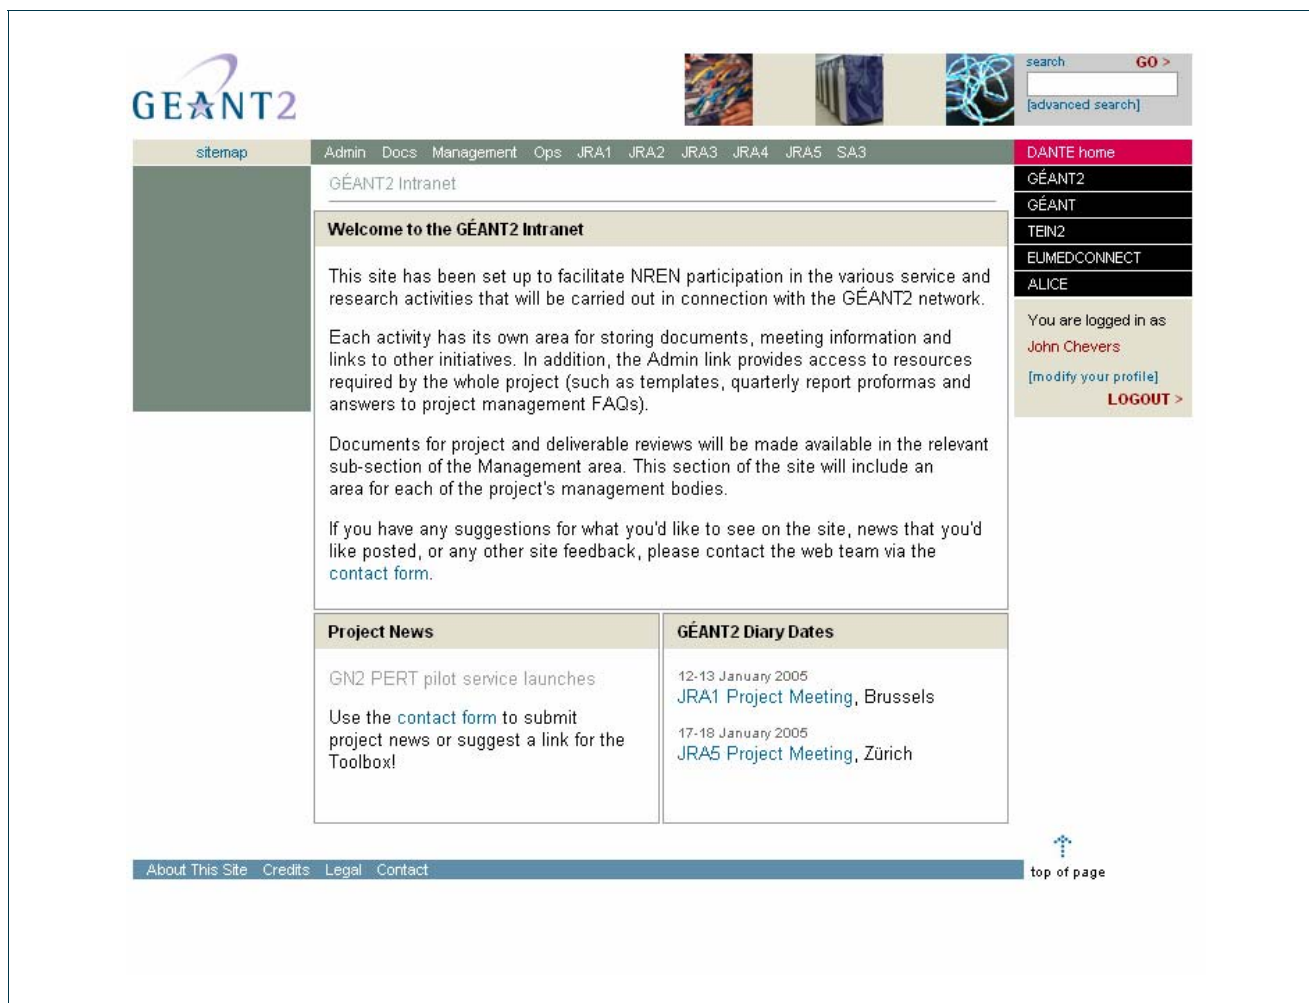 GEANT2
search GO >
[advanced search]
sitemap
Admin Docs Management Ops JRA1 JRA2 JRA3 JRA4 JRA5 SA3
DANTE home
GÉANT2
GÉANT
TEIN2
EUMEDCONNECT
ALICE
You are logged in as
John Chevers
[modify your profile]
LOGOUT >
GÉANT2 Intranet
Welcome to the GÉANT2 Intranet
This site has been set up to facilitate NREN participation in the various service and
research activities that will be carried out in connection with the GÉANT2 network.
Each activity has its own area for storing documents, meeting information and
links to other initiatives. In addition, the Admin link provides access to resources
required by the whole project (such as templates, quarterly report proformas and
answers to project management FAQs).
Documents for project and deliverable reviews will be made available in the relevant
sub-section of the Management area. This section of the site will include an
area for each of the project's management bodies.
If you have any suggestions for what you'd like to see on the site, news that you'd
like posted, or any other site feedback, please contact the web team via the
contact form.
Project News
GN2 PERT pilot service launches
Use the contact form to submit
project news or suggest a link for the
Toolbox!
GÉANT2 Diary Dates
12-13 January 2005
JRA1 Project Meeting, Brussels
17-18 January 2005
JRA5 Project Meeting, Zürich
About This Site Credits Legal Contact
top of page